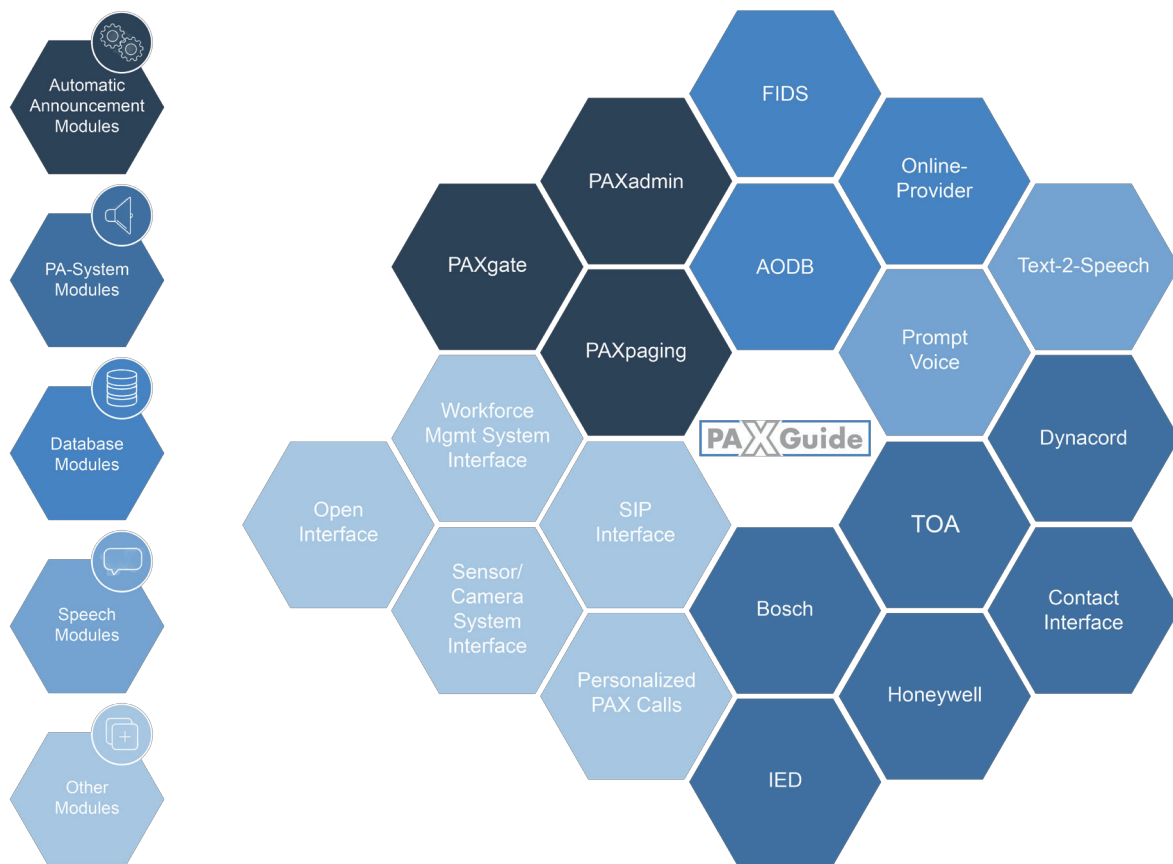 Automatic
Announcement
Modules
PA-System
Modules
Database
Modules
Speech
Modules
Other
Modules
FIDS
PAXadmin
Online-
Provider
PAXgate
AODB
Text-2-Speech
PAXpaging
Prompt
Voice
Workforce
Mgmt System
Interface
PAXGuide
Dynacord
Open
Interface
SIP
Interface
TOA
Sensor/
Camera
System
Interface
Bosch
Contact
Interface
Personalized
PAX Calls
Honeywell
IED